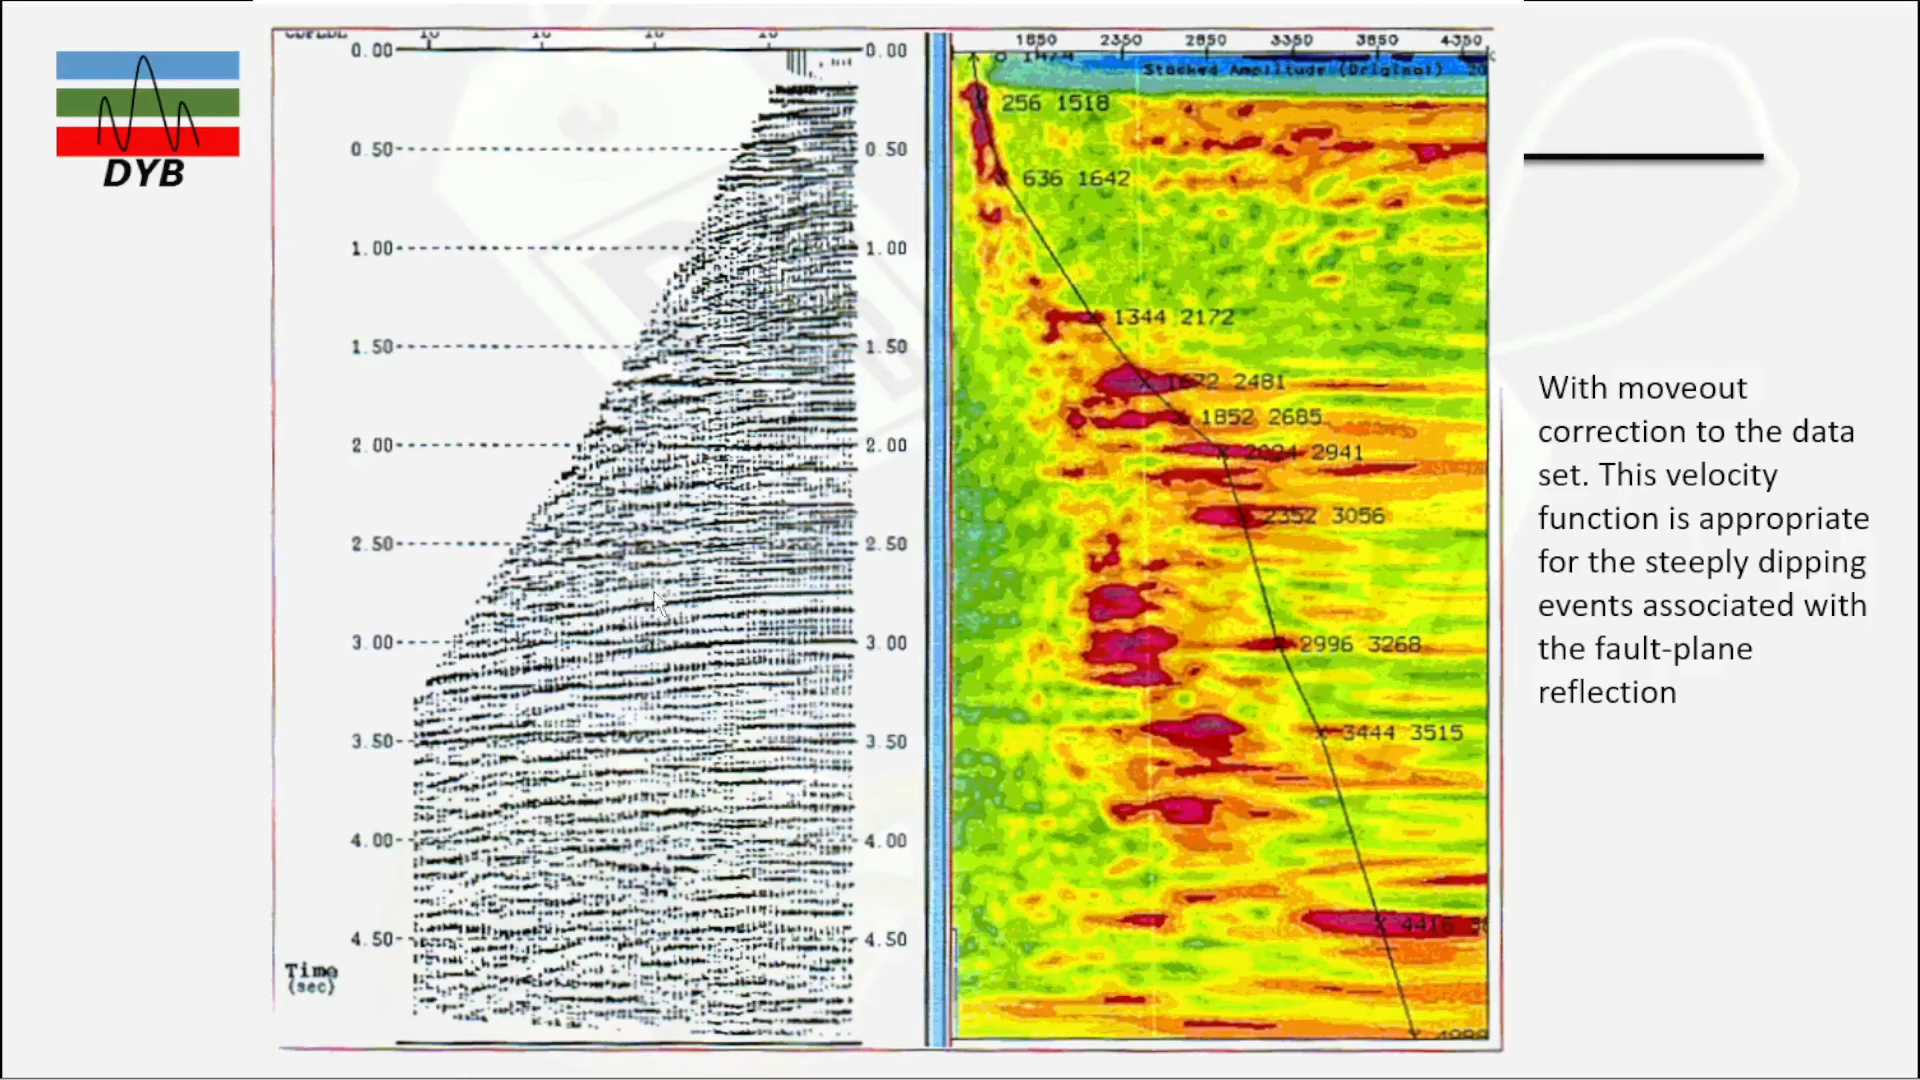 DYB
0.00
0.50
1.00
1.50
2.00
2.50
3.00
3.50
4.00
4.50
Time
(sec)
0.00
0.50
1.00
1.50
2.00
2.50
3.00
3.50
4.00
4.50
1850 2350 2850 3350 3850 4350
Stacked Amplitude (Original)
256 1518
636 1642
1344 2172
1672 2481
1852 2685
2024 2941
2352 3056
2996 3268
3444 3515
4416
With moveout
correction to the data
set. This velocity
function is appropriate
for the steeply dipping
events associated with
the fault-plane
reflection